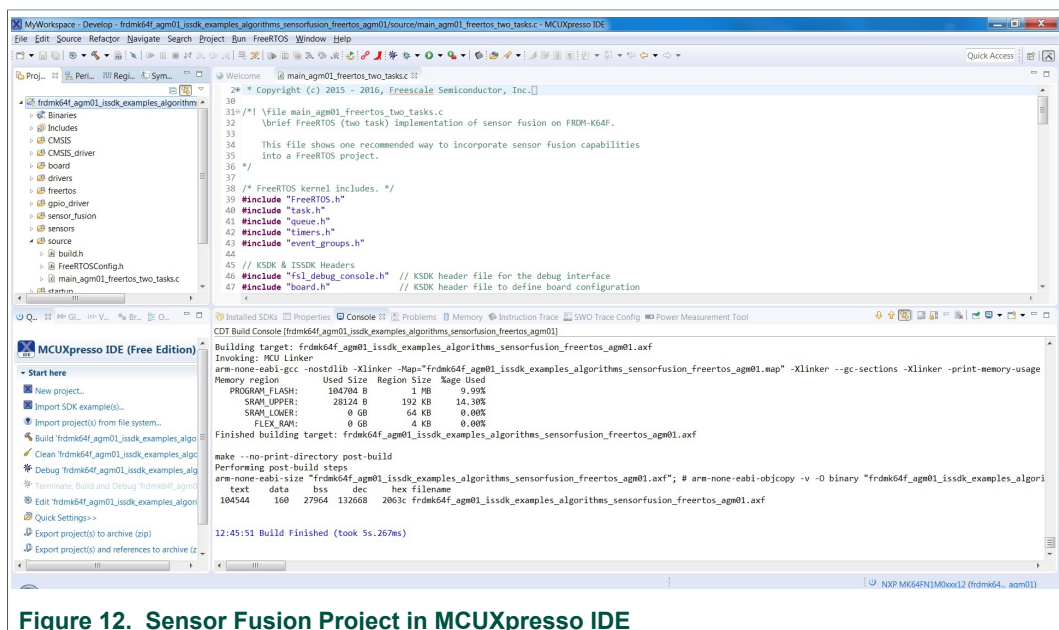 MyWorkspace - Develop - frdmk64f_agm01_issdk_examples_algorithms_sensorfusion_freertos_agm01/source/main_agm01_freertos_two_tasks.c - MCUXpresso IDE
File Edit Source Refactor Navigate Search Project Run FreeRTOS Window Help
Quick Access
Proj... Peri... Regi... Sym...
Welcome main_agm01_freertos_two_tasks.c
frdmk64f_agm01_issdk_examples_algorithm
Binaries
Includes
CMSIS
CMSIS_driver
board
drivers
freertos
gpio_driver
sensor_fusion
sensors
source
build.h
FreeRTOSConfig.h
main_agm01_freertos_two_tasks.c
startup
2 * Copyright (c) 2015 - 2016, Freescale Semiconductor, Inc.
30
31 /*! \file main_agm01_freertos_two_tasks.c
32 \brief FreeRTOS (two task) implementation of sensor fusion on FRDM-K64F.
33
34 This file shows one recommended way to incorporate sensor fusion capabilities
35 into a FreeRTOS project.
36 */
37
38 /* FreeRTOS kernel includes. */
39 #include "FreeRTOS.h"
40 #include "task.h"
41 #include "queue.h"
42 #include "timers.h"
43 #include "event_groups.h"
44
45 // KSDK & ISSDK Headers
46 #include "fsl_debug_console.h" // KSDK header file for the debug interface
47 #include "board.h" // KSDK header file to define board configuration
Q... GL... V... Br... O...
MCUXpresso IDE (Free Edition)
Start here
New project...
Import SDK example(s)...
Import project(s) from file system...
Build 'frdmk64f_agm01_issdk_examples_algo
Clean 'frdmk64f_agm01_issdk_examples_algo
Debug 'frdmk64f_agm01_issdk_examples_alg
Terminate, Build and Debug 'frdmk64f_agm0
Edit 'frdmk64f_agm01_issdk_examples_algori
Quick Settings>>
Export project(s) to archive (zip)
Export project(s) and references to archive (z
Installed SDKs Properties Console Problems Memory Instruction Trace SWO Trace Config Power Measurement Tool
CDT Build Console [frdmk64f_agm01_issdk_examples_algorithms_sensorfusion_freertos_agm01]
Building target: frdmk64f_agm01_issdk_examples_algorithms_sensorfusion_freertos_agm01.axf
Invoking: MCU Linker
arm-none-eabi-gcc -nostdlib -Xlinker -Map="frdmk64f_agm01_issdk_examples_algorithms_sensorfusion_freertos_agm01.map" -Xlinker --gc-sections -Xlinker -print-memory-usage
Memory region Used Size Region Size %age Used
PROGRAM_FLASH: 104704 B 1 MB 9.99%
SRAM_UPPER: 28124 B 192 KB 14.30%
SRAM_LOWER: 0 GB 64 KB 0.00%
FLEX_RAM: 0 GB 4 KB 0.00%
Finished building target: frdmk64f_agm01_issdk_examples_algorithms_sensorfusion_freertos_agm01.axf
make --no-print-directory post-build
Performing post-build steps
arm-none-eabi-size "frdmk64f_agm01_issdk_examples_algorithms_sensorfusion_freertos_agm01.axf"; # arm-none-eabi-objcopy -v -O binary "frdmk64f_agm01_issdk_examples_algori
text data bss dec hex filename
104544 160 27964 132668 2063c frdmk64f_agm01_issdk_examples_algorithms_sensorfusion_freertos_agm01.axf
12:45:51 Build Finished (took 5s.267ms)
NXP MK64FN1M0xxx12 (frdmk64... agm01)
Figure 12. Sensor Fusion Project in MCUXpresso IDE